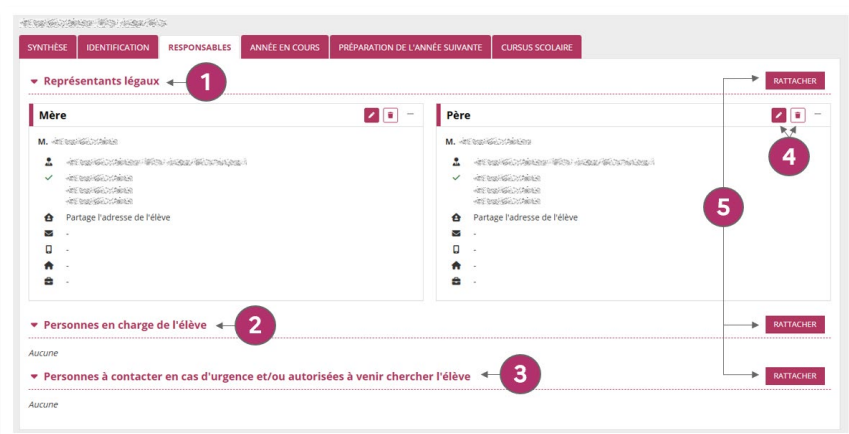 SYNTHÈSE IDENTIFICATION RESPONSABLES ANNÉE EN COURS PRÉPARATION DE L'ANNÉE SUIVANTE CURSUS SCOLAIRE
Représentants légaux 1 RATTACHER
Mère
Père
M.
M.
4
Partage l'adresse de l'élève
Partage l'adresse de l'élève
5
-
-
-
-
-
-
-
-
Personnes en charge de l'élève 2 RATTACHER
Aucune
Personnes à contacter en cas d'urgence et/ou autorisées à venir chercher l'élève 3 RATTACHER
Aucune